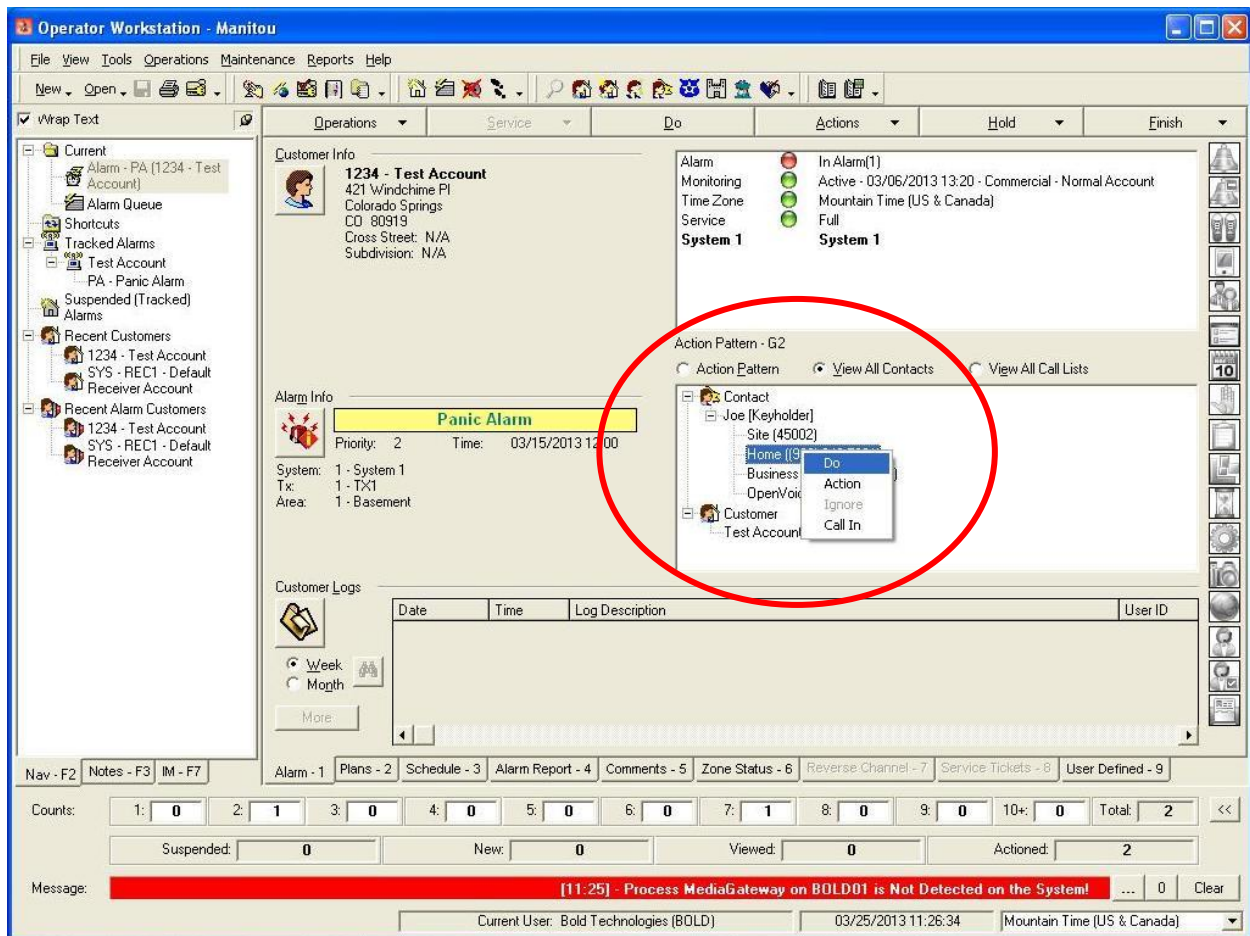 Operator Workstation - Manitou
File View Tools Operations Maintenance Reports Help
New Open
Wrap Text
Operations Service Do Actions Hold Finish
Current
Alarm - PA (1234 - Test
Account)
Alarm Queue
Shortcuts
Tracked Alarms
Test Account
PA - Panic Alarm
Suspended (Tracked)
Alarms
Recent Customers
1234 - Test Account
SYS - REC1 - Default
Receiver Account
Recent Alarm Customers
1234 - Test Account
SYS - REC1 - Default
Receiver Account
Nav - F2 Notes - F3 IM - F7
Customer Info
1234 - Test Account
421 Windchime Pl
Colorado Springs
CO 80919
Cross Street: N/A
Subdivision: N/A
Alarm In Alarm(1)
Monitoring Active - 03/06/2013 13:20 - Commercial - Normal Account
Time Zone Mountain Time (US & Canada)
Service Full
System 1 System 1
Action Pattern - G2
Action Pattern View All Contacts View All Call Lists
Contact
Joe [Keyholder]
Site (45002)
Home ((9
Business
OpenVoic
Customer
Test Account
Do
Action
Ignore
Call In
10
Alarm Info
Panic Alarm
Priority: 2 Time: 03/15/2013 12:00
System: 1 - System 1
Tx: 1 - TX1
Area: 1 - Basement
Customer Logs
Date Time Log Description User ID
Week
Month
More
Alarm - 1 Plans - 2 Schedule - 3 Alarm Report - 4 Comments - 5 Zone Status - 6 Reverse Channel - 7 Service Tickets - 8 User Defined - 9
Counts: 1: 0 2: 1 3: 0 4: 0 5: 0 6: 0 7: 1 8: 0 9: 0 10+: 0 Total: 2 <<
Suspended: 0 New: 0 Viewed: 0 Actioned: 2
Message: [11:25] - Process MediaGateway on BOLD01 is Not Detected on the System! ... 0 Clear
Current User: Bold Technologies (BOLD) 03/25/2013 11:26:34 Mountain Time (US & Canada)